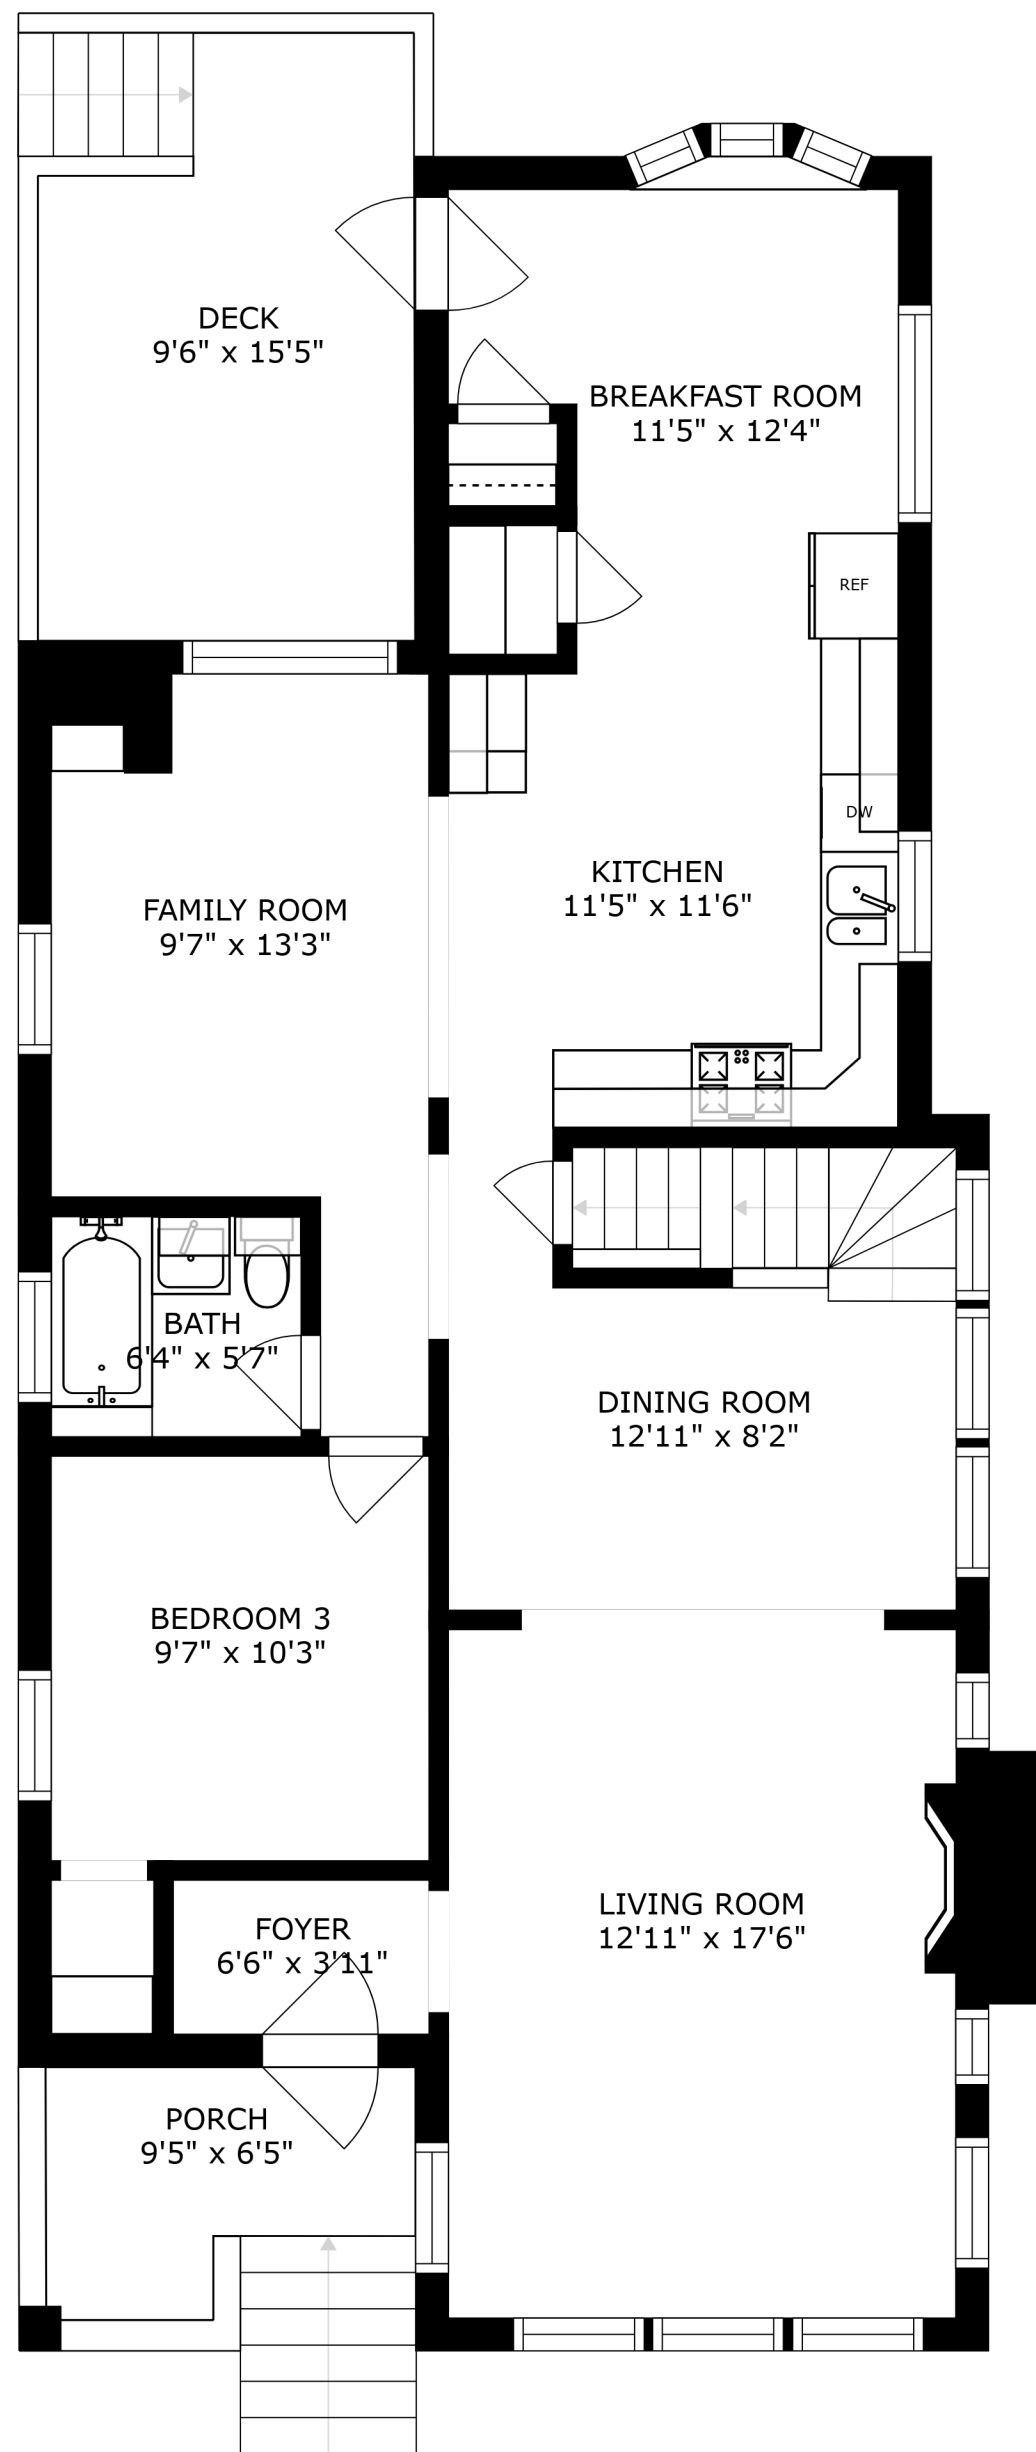 DECK
9'6" x 15'5"
BREAKFAST ROOM
11'5" x 12'4"
REF
DW
KITCHEN
11'5" x 11'6"
FAMILY ROOM
9'7" x 13'3"
BATH
6'4" x 5'7"
DINING ROOM
12'11" x 8'2"
BEDROOM 3
9'7" x 10'3"
LIVING ROOM
12'11" x 17'6"
FOYER
6'6" x 3'11"
PORCH
9'5" x 6'5"